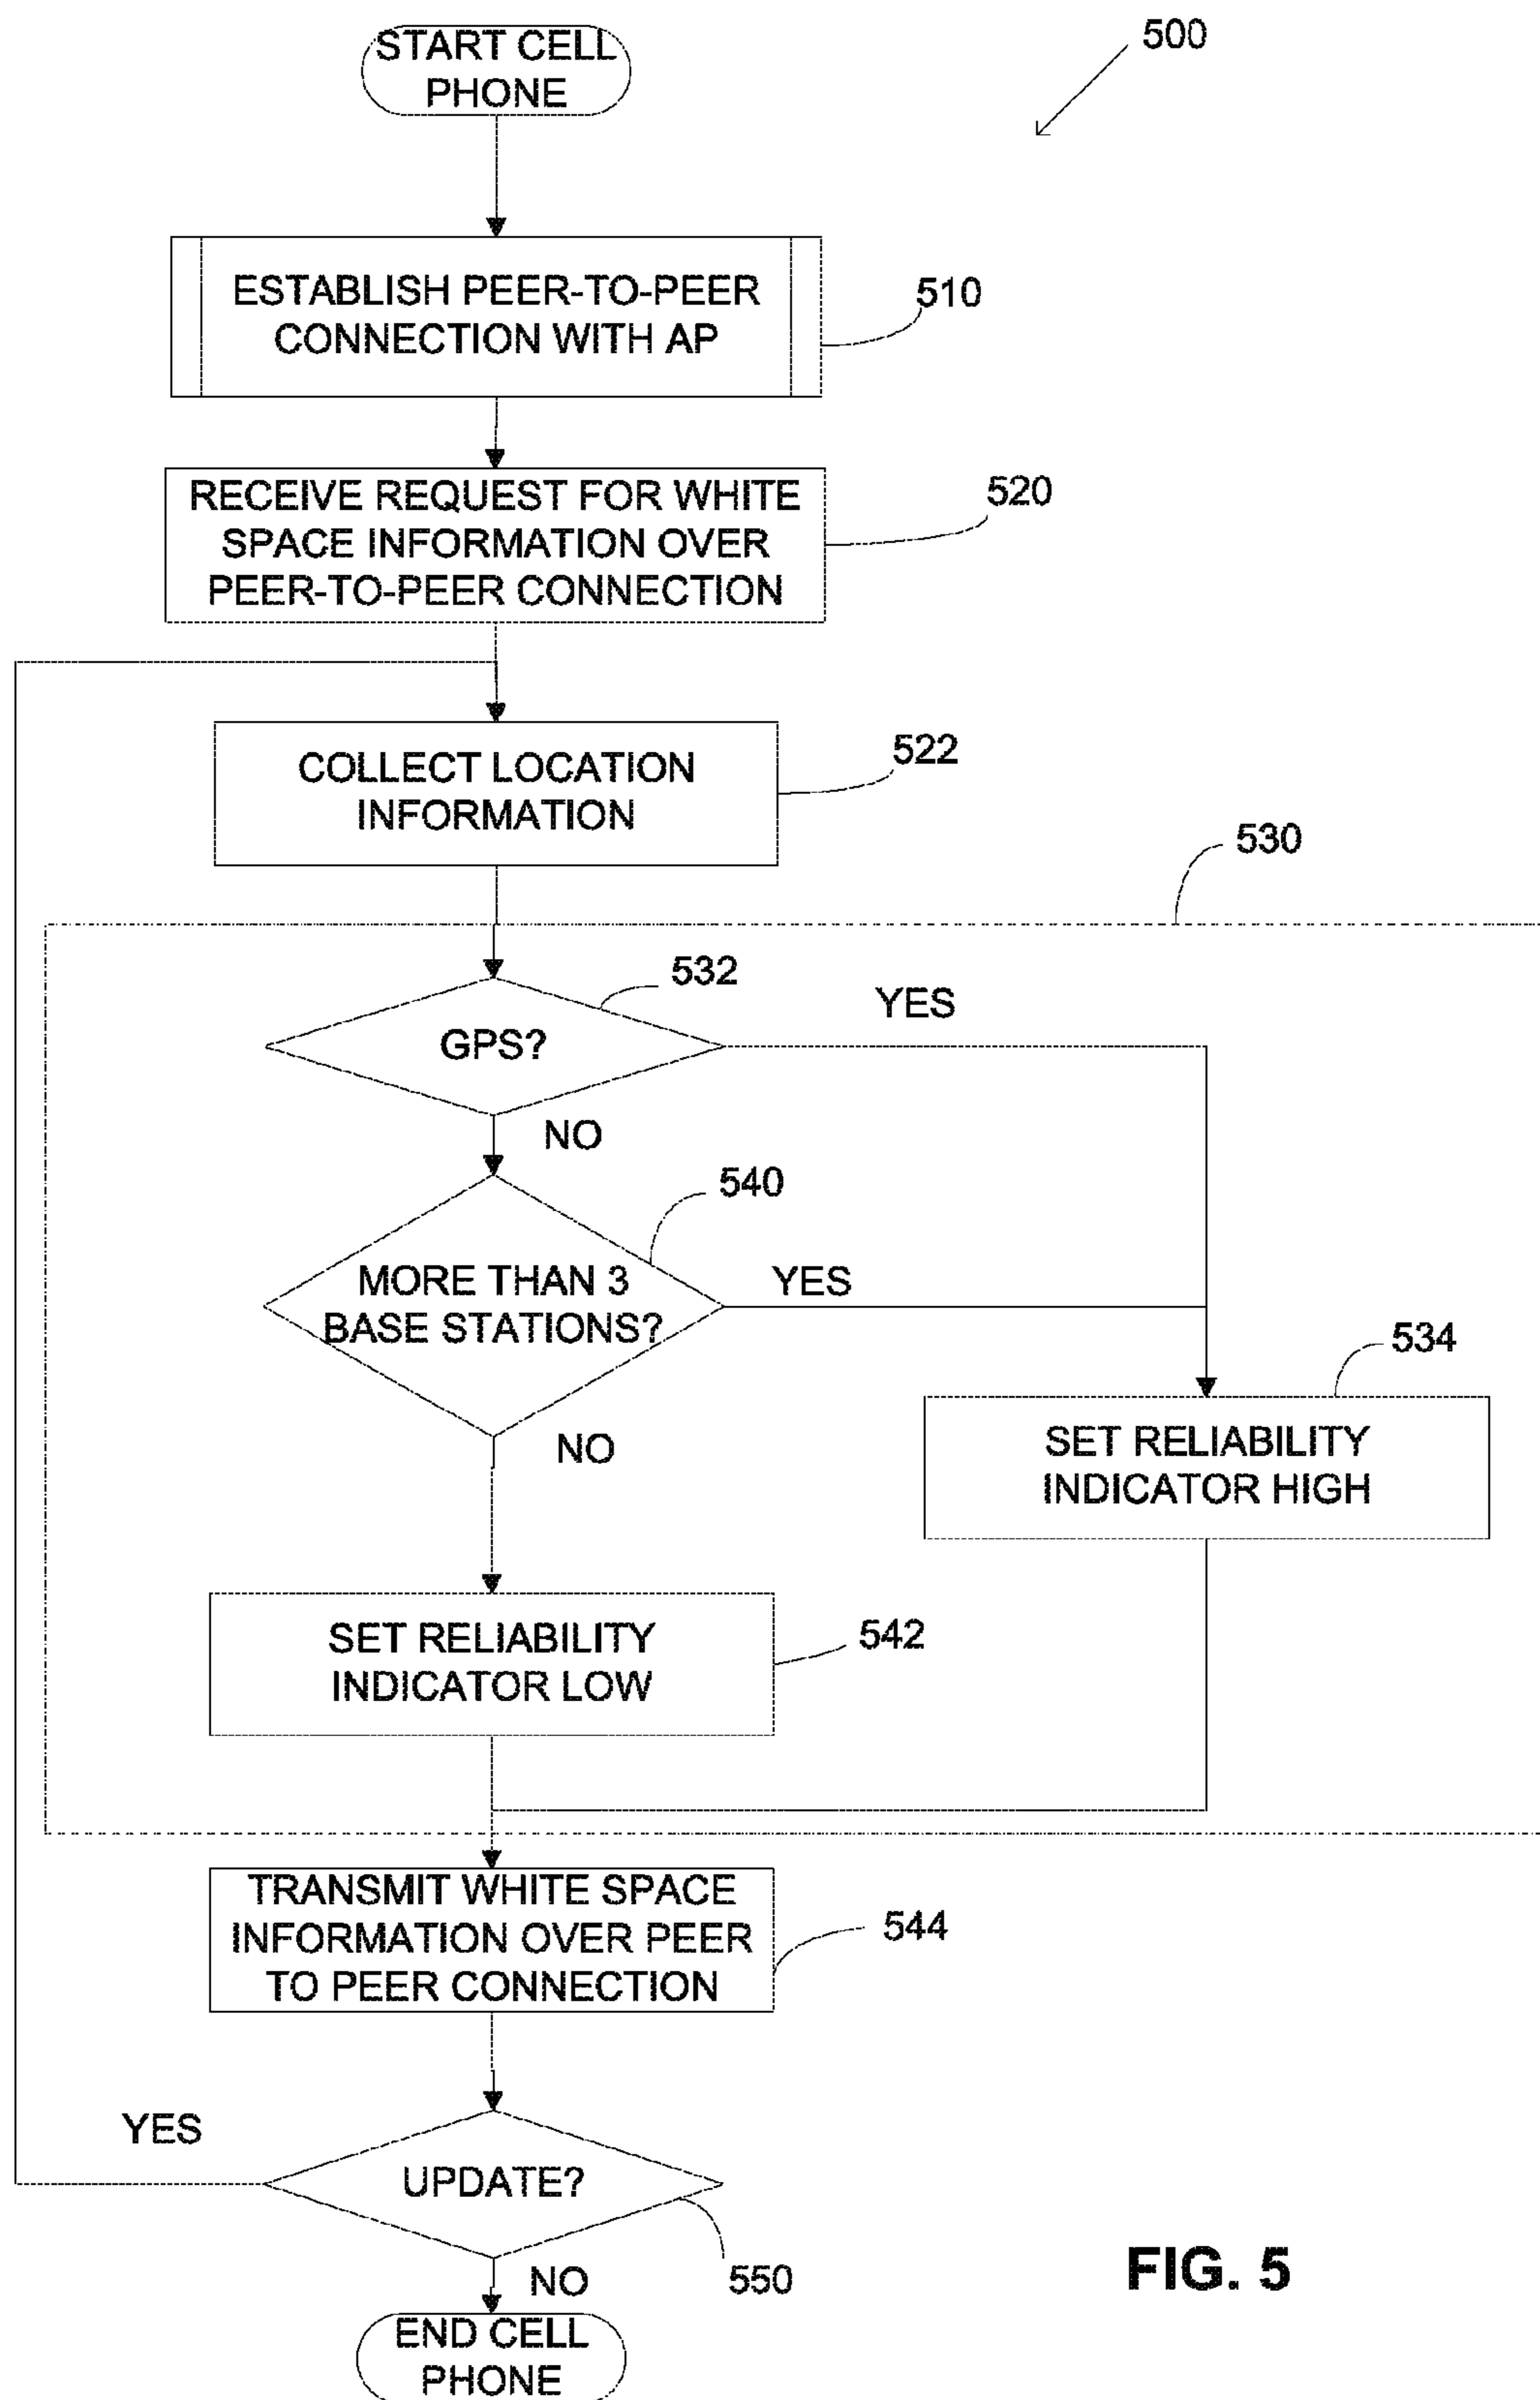 START CELL
PHONE
500
ESTABLISH PEER-TO-PEER
CONNECTION WITH AP
510
RECEIVE REQUEST FOR WHITE
SPACE INFORMATION OVER
PEER-TO-PEER CONNECTION
520
COLLECT LOCATION
INFORMATION
522
530
532
GPS?
YES
NO
540
MORE THAN 3
BASE STATIONS?
YES
534
NO
SET RELIABILITY
INDICATOR HIGH
SET RELIABILITY
INDICATOR LOW
542
TRANSMIT WHITE SPACE
INFORMATION OVER PEER
TO PEER CONNECTION
544
YES
UPDATE?
550
NO
END CELL
PHONE
FIG. 5